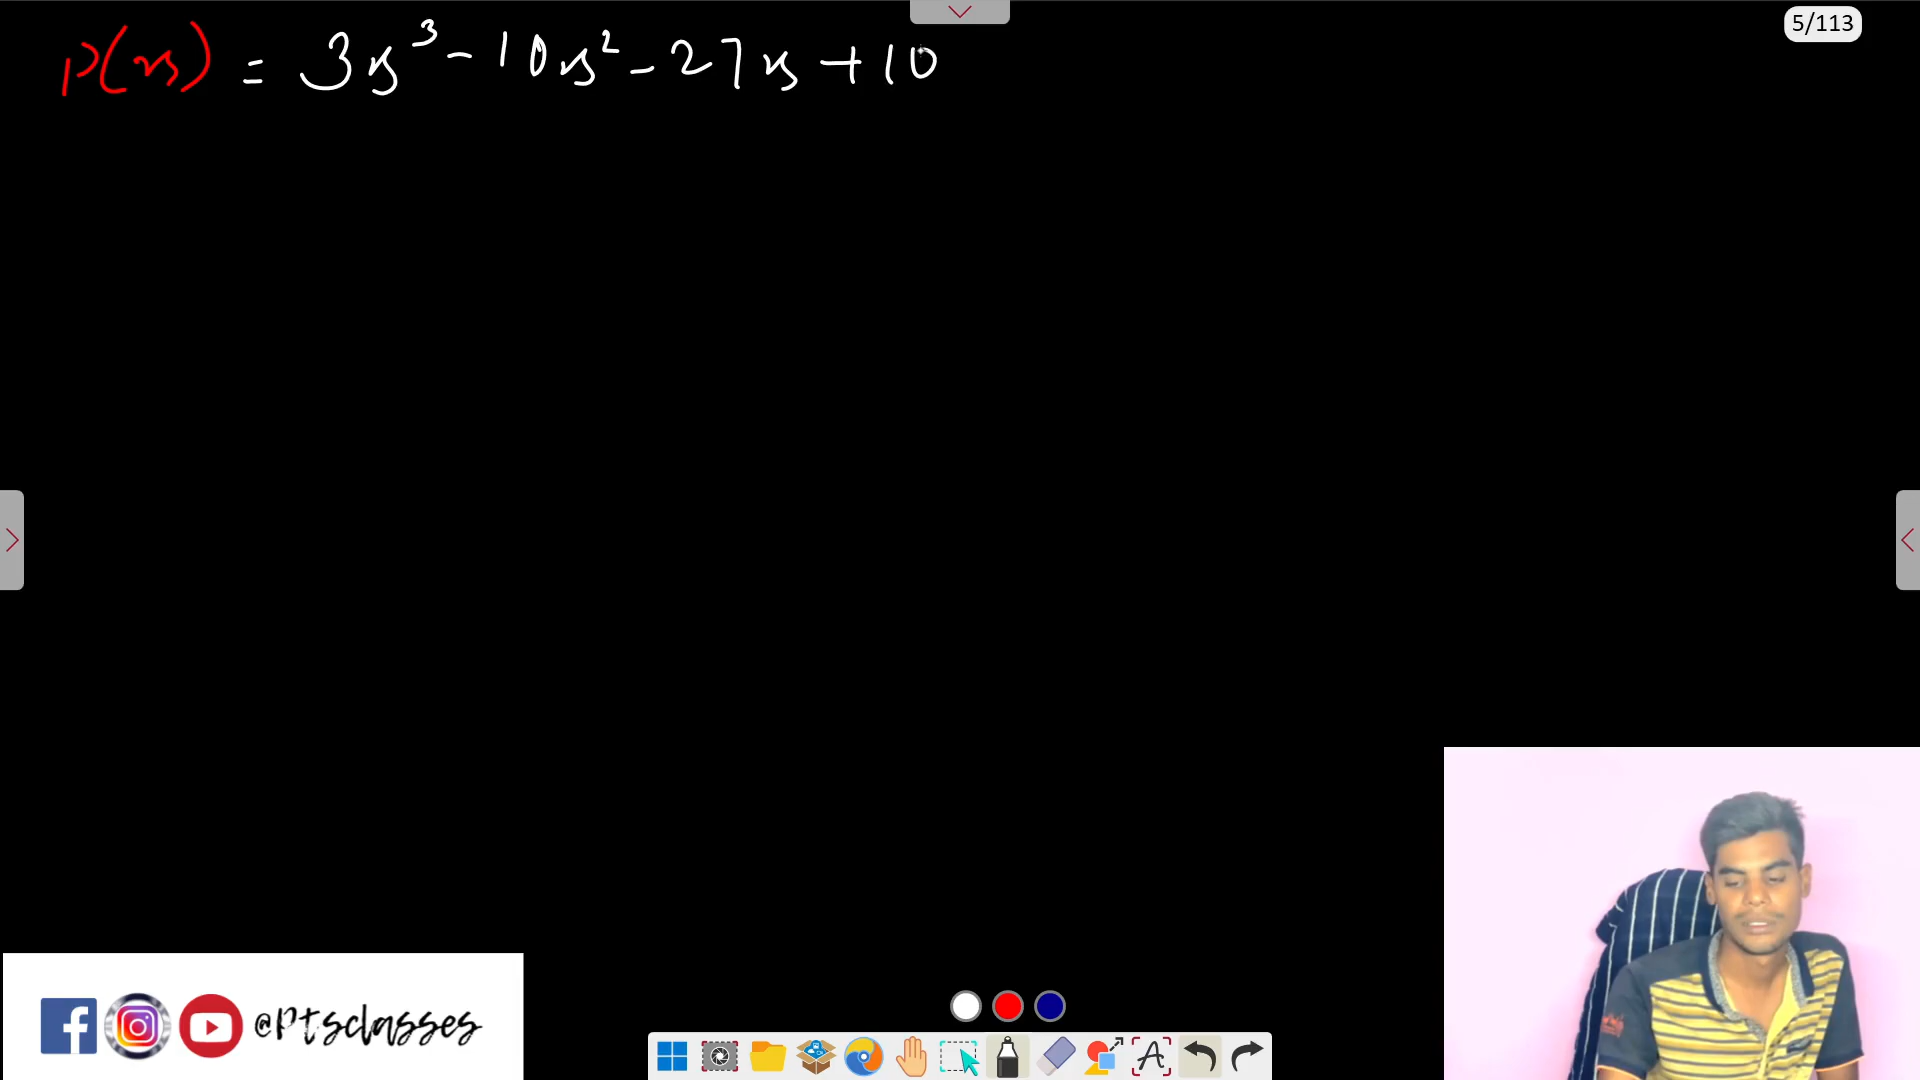 5/113
P(x) = 3x³ - 10x² - 27x + 10
@Ptsclasses